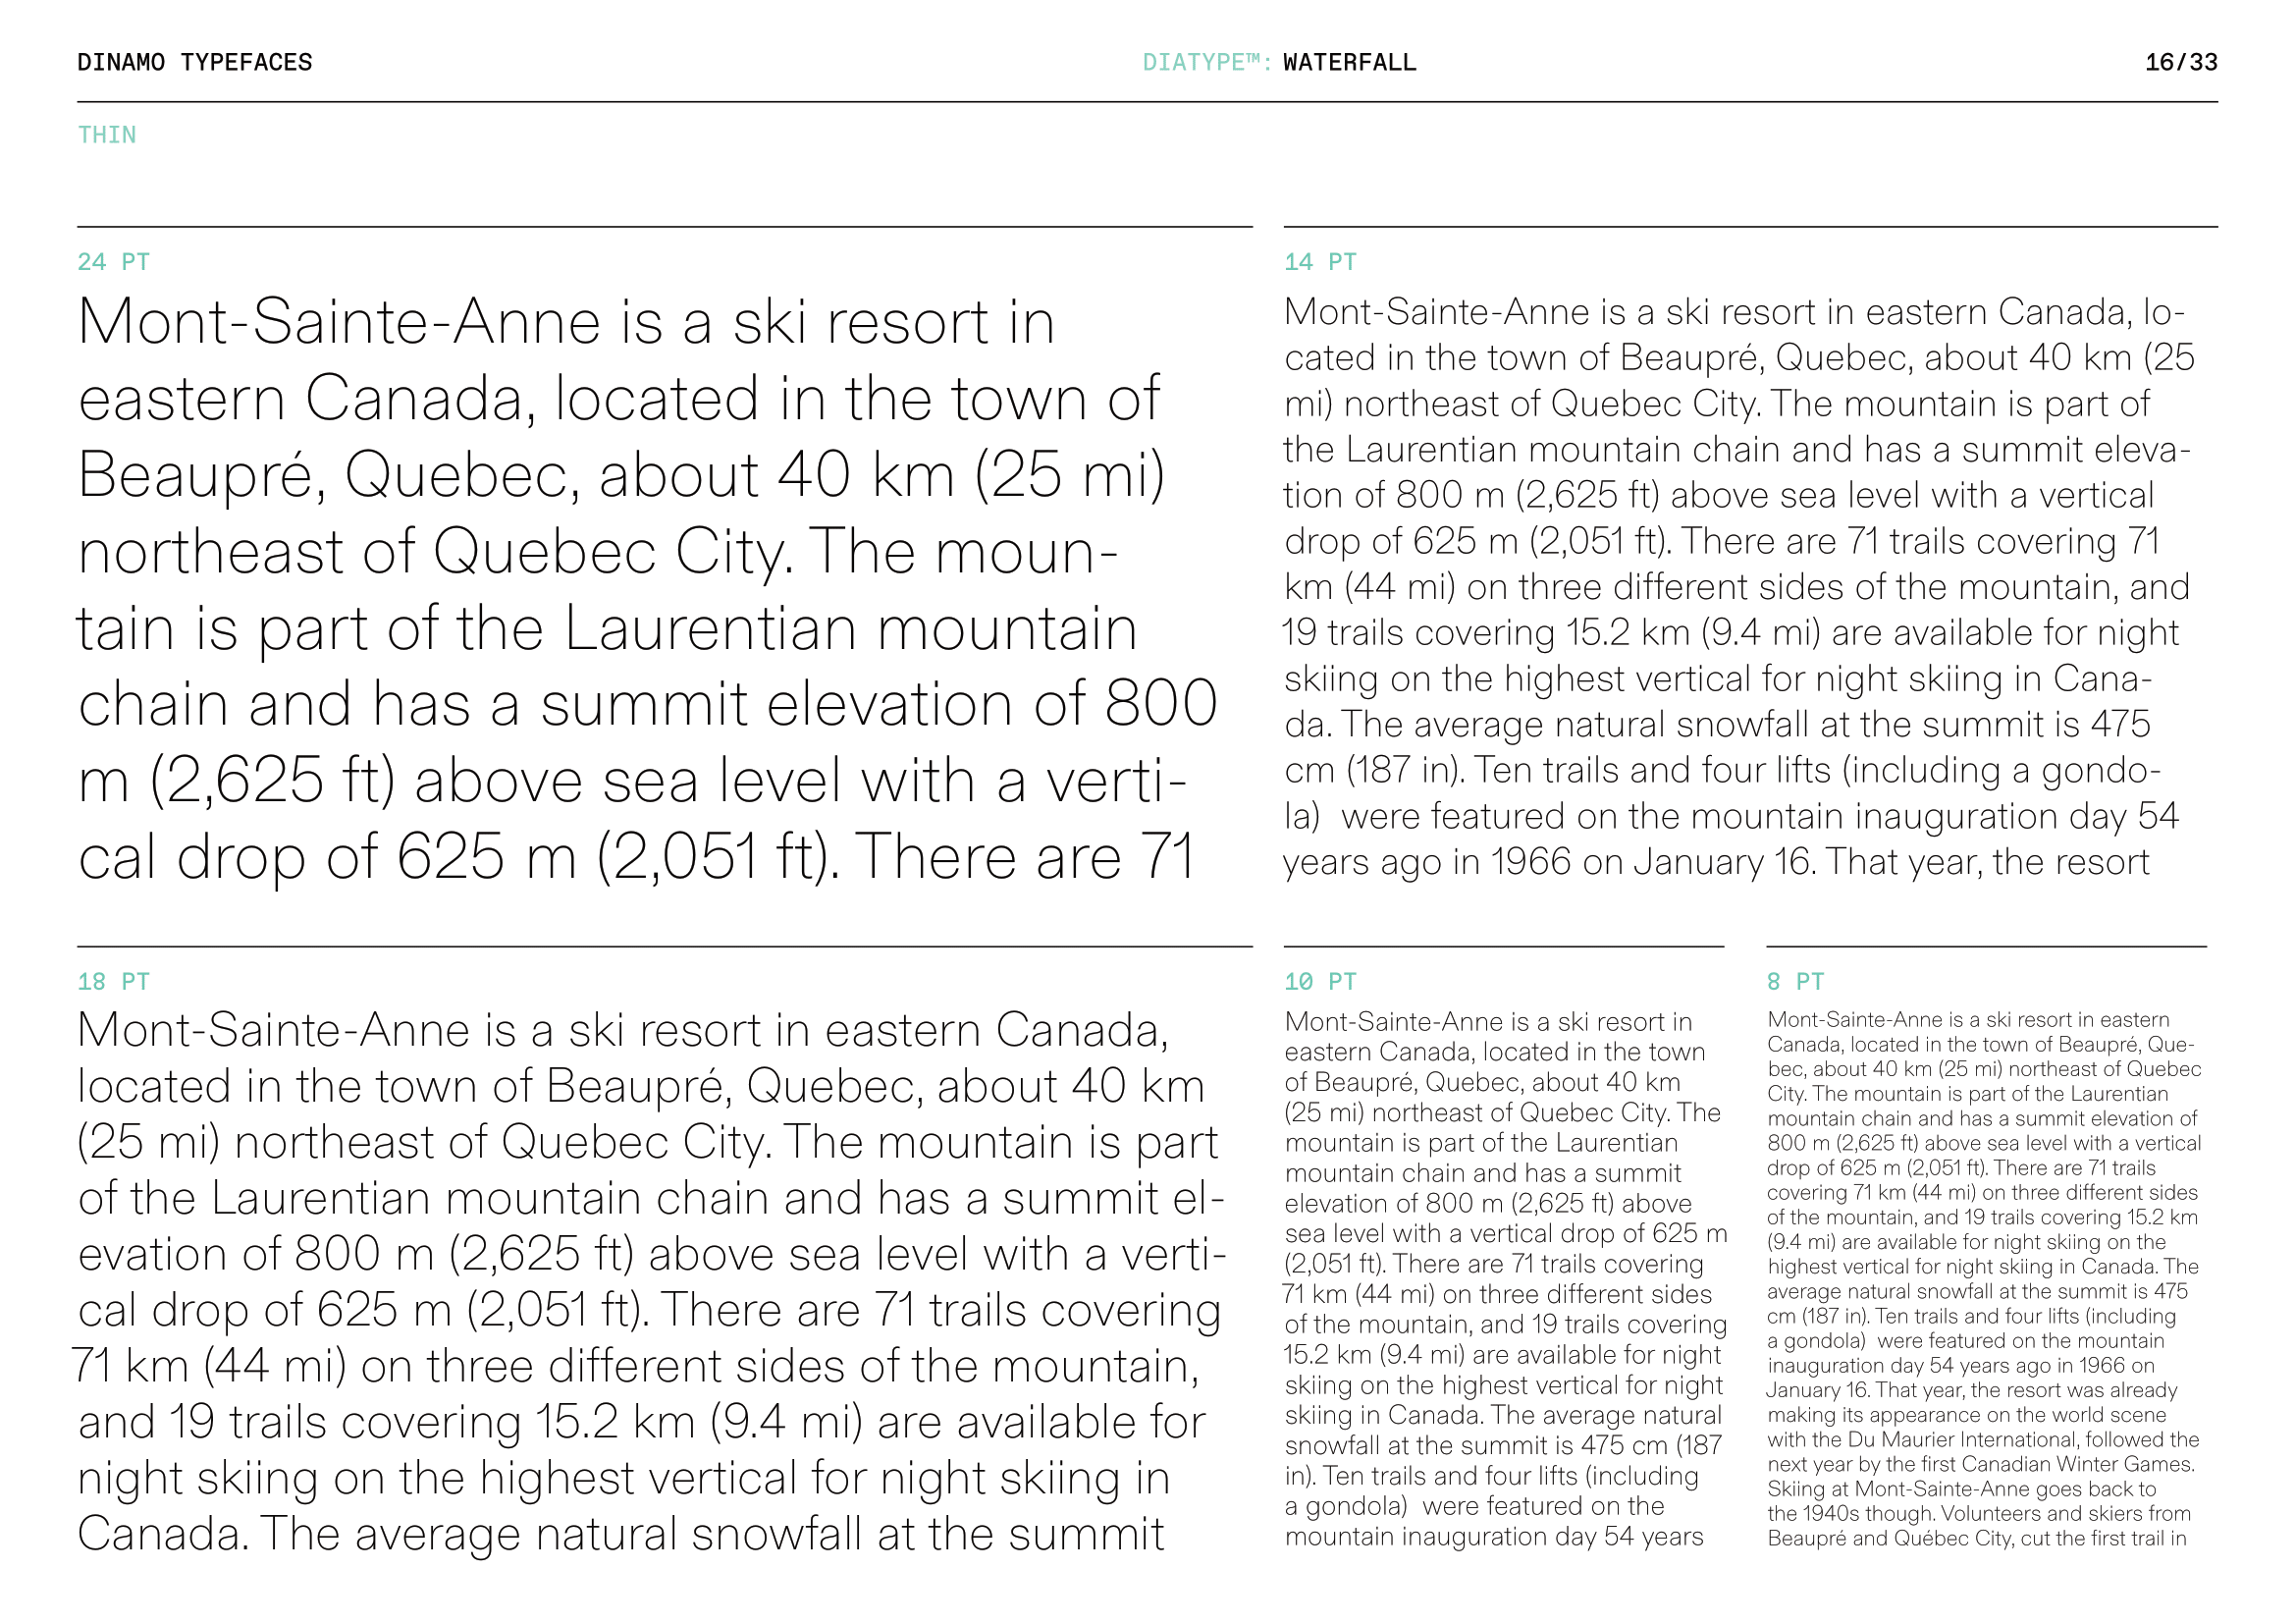 DINAMO TYPEFACES
DIATYPE™: WATERFALL
16/33
THIN
24 PT
Mont-Sainte-Anne is a ski resort in
eastern Canada, located in the town of
Beaupré, Quebec, about 40 km (25 mi)
northeast of Quebec City. The moun-
tain is part of the Laurentian mountain
chain and has a summit elevation of 800
m (2,625 ft) above sea level with a verti-
cal drop of 625 m (2,051 ft). There are 71
14 PT
Mont-Sainte-Anne is a ski resort in eastern Canada, lo-
cated in the town of Beaupré, Quebec, about 40 km (25
mi) northeast of Quebec City. The mountain is part of
the Laurentian mountain chain and has a summit eleva-
tion of 800 m (2,625 ft) above sea level with a vertical
drop of 625 m (2,051 ft). There are 71 trails covering 71
km (44 mi) on three different sides of the mountain, and
19 trails covering 15.2 km (9.4 mi) are available for night
skiing on the highest vertical for night skiing in Cana-
da. The average natural snowfall at the summit is 475
cm (187 in). Ten trails and four lifts (including a gondo-
la)  were featured on the mountain inauguration day 54
years ago in 1966 on January 16. That year, the resort
18 PT
Mont-Sainte-Anne is a ski resort in eastern Canada,
located in the town of Beaupré, Quebec, about 40 km
(25 mi) northeast of Quebec City. The mountain is part
of the Laurentian mountain chain and has a summit el-
evation of 800 m (2,625 ft) above sea level with a verti-
cal drop of 625 m (2,051 ft). There are 71 trails covering
71 km (44 mi) on three different sides of the mountain,
and 19 trails covering 15.2 km (9.4 mi) are available for
night skiing on the highest vertical for night skiing in
Canada. The average natural snowfall at the summit
10 PT
Mont-Sainte-Anne is a ski resort in
eastern Canada, located in the town
of Beaupré, Quebec, about 40 km
(25 mi) northeast of Quebec City. The
mountain is part of the Laurentian
mountain chain and has a summit
elevation of 800 m (2,625 ft) above
sea level with a vertical drop of 625 m
(2,051 ft). There are 71 trails covering
71 km (44 mi) on three different sides
of the mountain, and 19 trails covering
15.2 km (9.4 mi) are available for night
skiing on the highest vertical for night
skiing in Canada. The average natural
snowfall at the summit is 475 cm (187
in). Ten trails and four lifts (including
a gondola)  were featured on the
mountain inauguration day 54 years
8 PT
Mont-Sainte-Anne is a ski resort in eastern
Canada, located in the town of Beaupré, Que-
bec, about 40 km (25 mi) northeast of Quebec
City. The mountain is part of the Laurentian
mountain chain and has a summit elevation of
800 m (2,625 ft) above sea level with a vertical
drop of 625 m (2,051 ft). There are 71 trails
covering 71 km (44 mi) on three different sides
of the mountain, and 19 trails covering 15.2 km
(9.4 mi) are available for night skiing on the
highest vertical for night skiing in Canada. The
average natural snowfall at the summit is 475
cm (187 in). Ten trails and four lifts (including
a gondola)  were featured on the mountain
inauguration day 54 years ago in 1966 on
January 16. That year, the resort was already
making its appearance on the world scene
with the Du Maurier International, followed the
next year by the first Canadian Winter Games.
Skiing at Mont-Sainte-Anne goes back to
the 1940s though. Volunteers and skiers from
Beaupré and Québec City, cut the first trail in